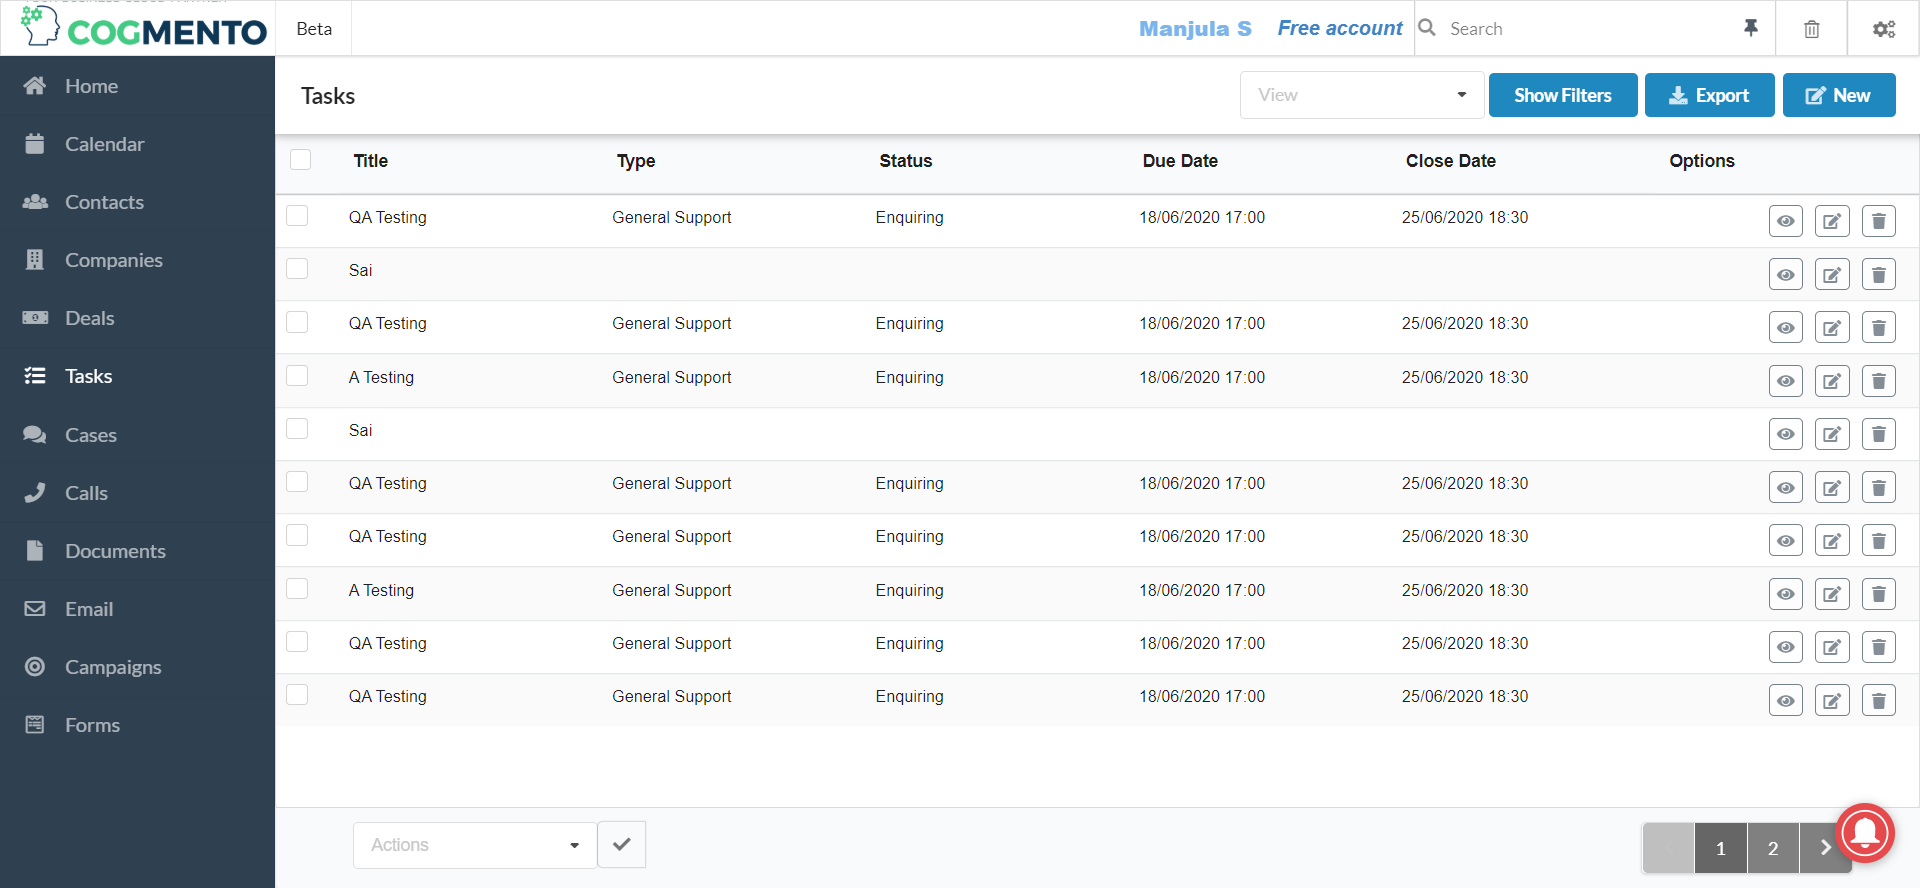 COGMENTO
Beta
Manjula S
Free account
Search
Home
Calendar
Contacts
Companies
Deals
Tasks
Cases
Calls
Documents
Email
Campaigns
Forms
Tasks
View
Show Filters
Export
New
Title Type Status Due Date Close Date Options
QA Testing General Support Enquiring 18/06/2020 17:00 25/06/2020 18:30
Sai
QA Testing General Support Enquiring 18/06/2020 17:00 25/06/2020 18:30
A Testing General Support Enquiring 18/06/2020 17:00 25/06/2020 18:30
Sai
QA Testing General Support Enquiring 18/06/2020 17:00 25/06/2020 18:30
QA Testing General Support Enquiring 18/06/2020 17:00 25/06/2020 18:30
A Testing General Support Enquiring 18/06/2020 17:00 25/06/2020 18:30
QA Testing General Support Enquiring 18/06/2020 17:00 25/06/2020 18:30
QA Testing General Support Enquiring 18/06/2020 17:00 25/06/2020 18:30
Actions
1 2